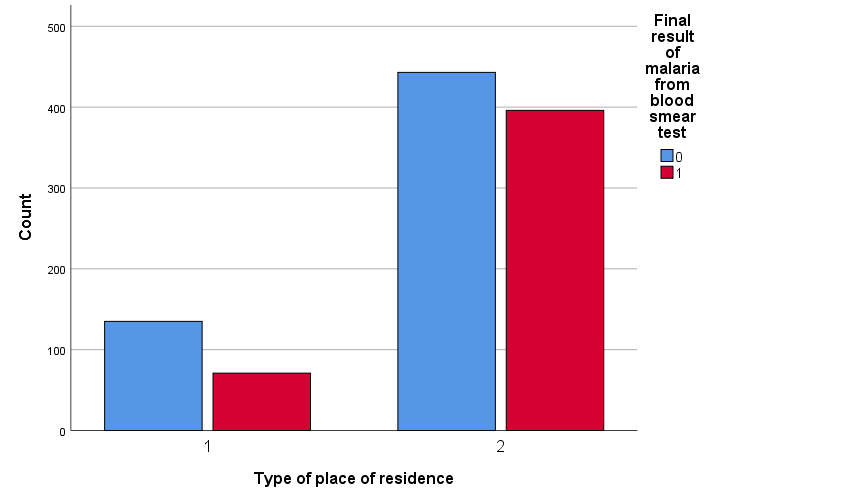 500
400
300
200
100
0
Count
1
2
Type of place of residence
Final
result
of
malaria
from
blood
smear
test
0
1